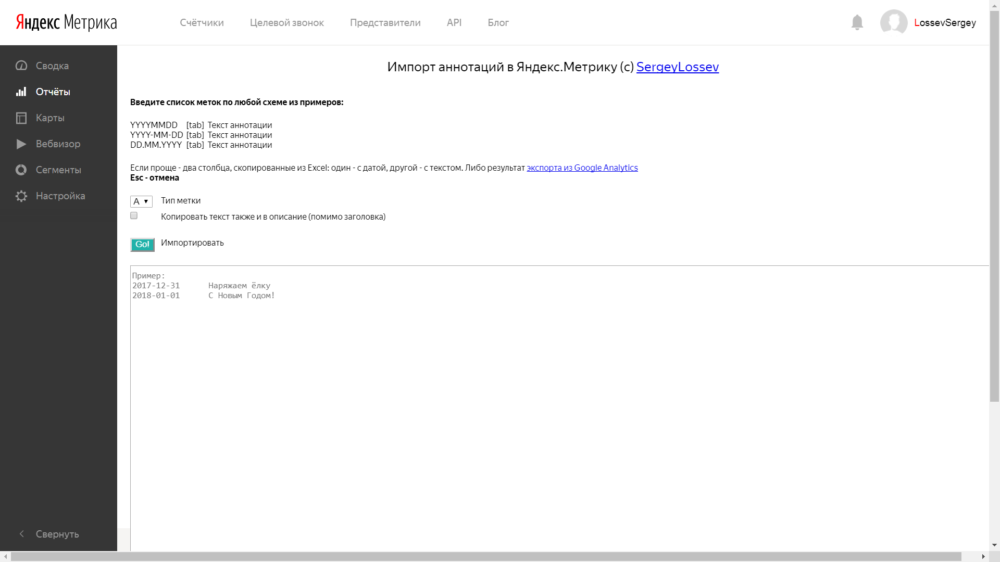 Яндекс Метрика
Счётчики Целевой звонок Представители API Блог
LossevSergey
Сводка
Отчёты
Карты
Вебвизор
Сегменты
Настройка
Свернуть
Импорт аннотаций в Яндекс.Метрику (c) SergeyLossev
Введите список меток по любой схеме из примеров:
YYYYMMDD [tab] Текст аннотации
YYYY-MM-DD [tab] Текст аннотации
DD.MM.YYYY [tab] Текст аннотации
Если проще - два столбца, скопированные из Excel: один - с датой, другой - с текстом. Либо результат экспорта из Google Analytics
Esc - отмена
A Тип метки
Копировать текст также и в описание (помимо заголовка)
Go! Импортировать
Пример:
2017-12-31 Наряжаем ёлку
2018-01-01 С Новым Годом!